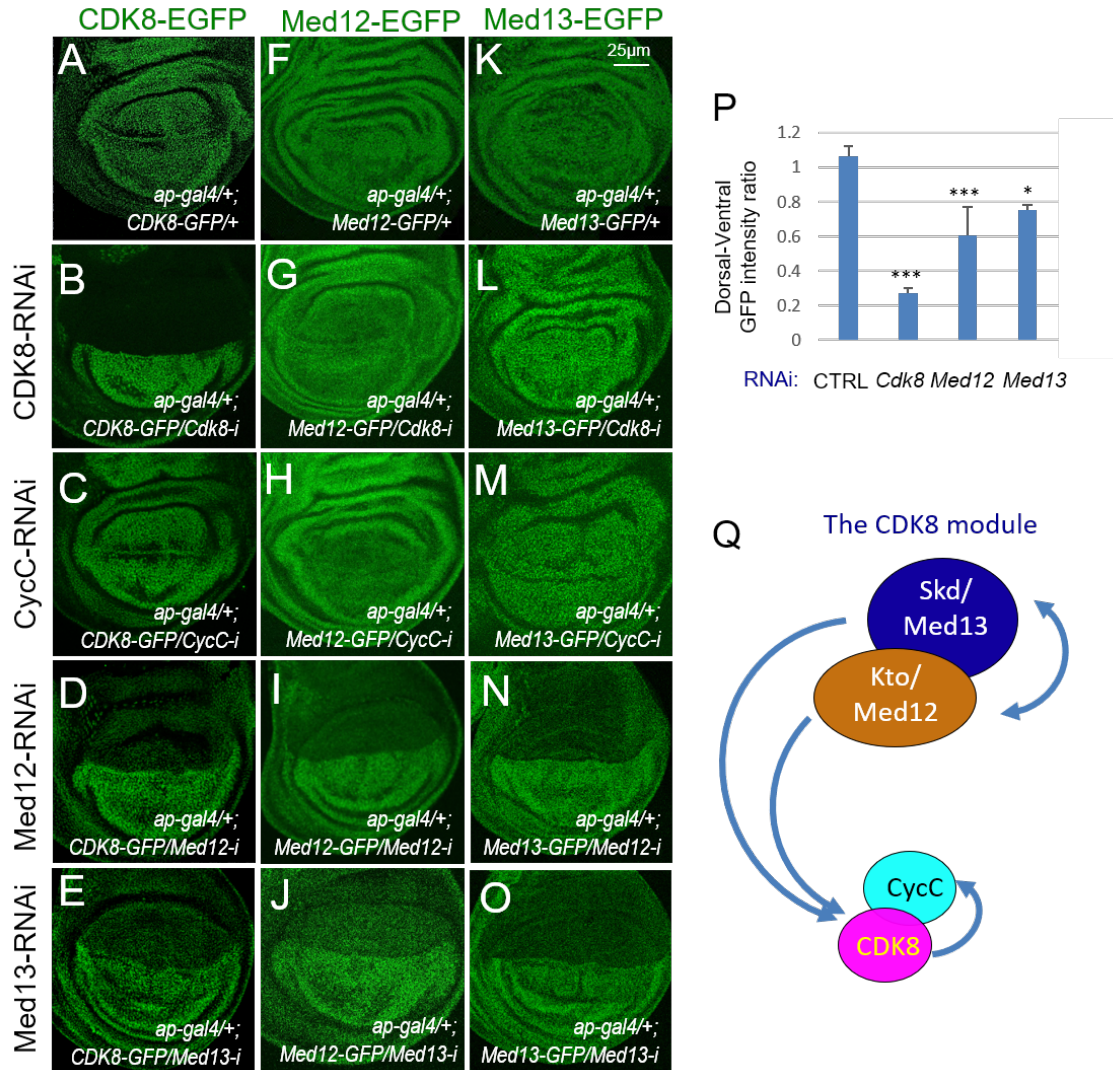 CDK8-EGFP
Med12-EGFP
Med13-EGFP
A
ap-gal4/+;
CDK8-GFP/+
F
ap-gal4/+;
Med12-GFP/+
K
25μm
ap-gal4/+;
Med13-GFP/+
CDK8-RNAi
B
ap-gal4/+;
CDK8-GFP/Cdk8-i
G
ap-gal4/+;
Med12-GFP/Cdk8-i
L
ap-gal4/+;
Med13-GFP/Cdk8-i
CycC-RNAi
C
ap-gal4/+;
CDK8-GFP/CycC-i
H
ap-gal4/+;
Med12-GFP/CycC-i
M
ap-gal4/+;
Med13-GFP/CycC-i
Med12-RNAi
D
ap-gal4/+;
CDK8-GFP/Med12-i
I
ap-gal4/+;
Med12-GFP/Med12-i
N
ap-gal4/+;
Med13-GFP/Med12-i
Med13-RNAi
E
ap-gal4/+;
CDK8-GFP/Med13-i
J
ap-gal4/+;
Med12-GFP/Med13-i
O
ap-gal4/+;
Med13-GFP/Med13-i
P
Dorsal-Ventral
GFP intensity ratio
1.2
1
0.8
0.6
0.4
0.2
0
***
***
*
RNAi: CTRL Cdk8 Med12 Med13
Q
The CDK8 module
Skd/
Med13
Kto/
Med12
CycC
CDK8